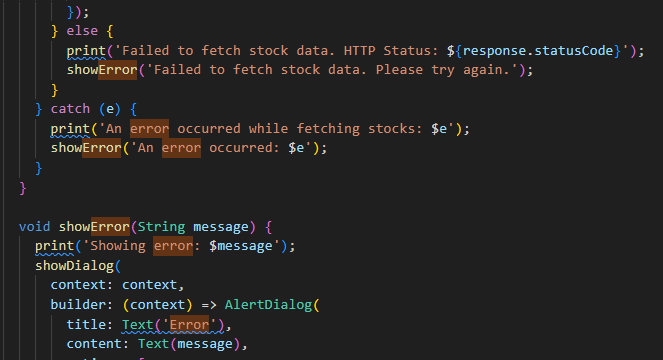 });
} else {
print('Failed to fetch stock data. HTTP Status: ${response.statusCode}');
showError('Failed to fetch stock data. Please try again.');
}
} catch (e) {
print('An error occurred while fetching stocks: $e');
showError('An error occurred: $e');
}
}
void showError(String message) {
print('Showing error: $message');
showDialog(
context: context,
builder: (context) => AlertDialog(
title: Text('Error'),
content: Text(message),